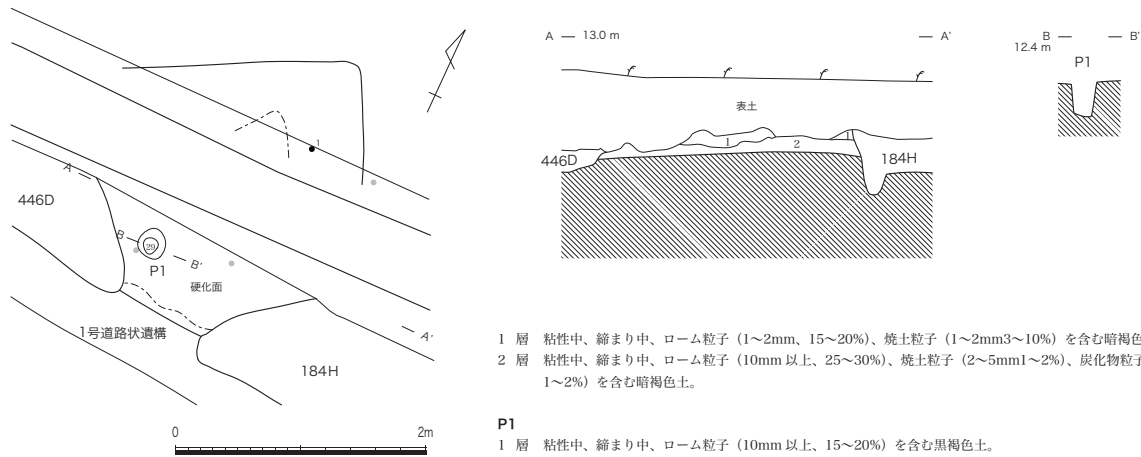 A
446D
1
B
29
B'
P1
硬化面
1号道路状遺構
A'
184H
0
2m
A
13.0 m
A'
表土
1
2
1
446D
184H
B
B'
12.4 m
P1
1 層 粘性中、締まり中、ローム粒子（1〜2mm、15〜20%）、焼土粒子（1〜2mm3〜10%）を含む暗褐色
2 層 粘性中、締まり中、ローム粒子（10mm 以上、25〜30%）、焼土粒子（2〜5mm1〜2%）、炭化物粒子
1〜2%）を含む暗褐色土。
P1
1 層 粘性中、締まり中、ローム粒子（10mm 以上、15〜20%）を含む黒褐色土。